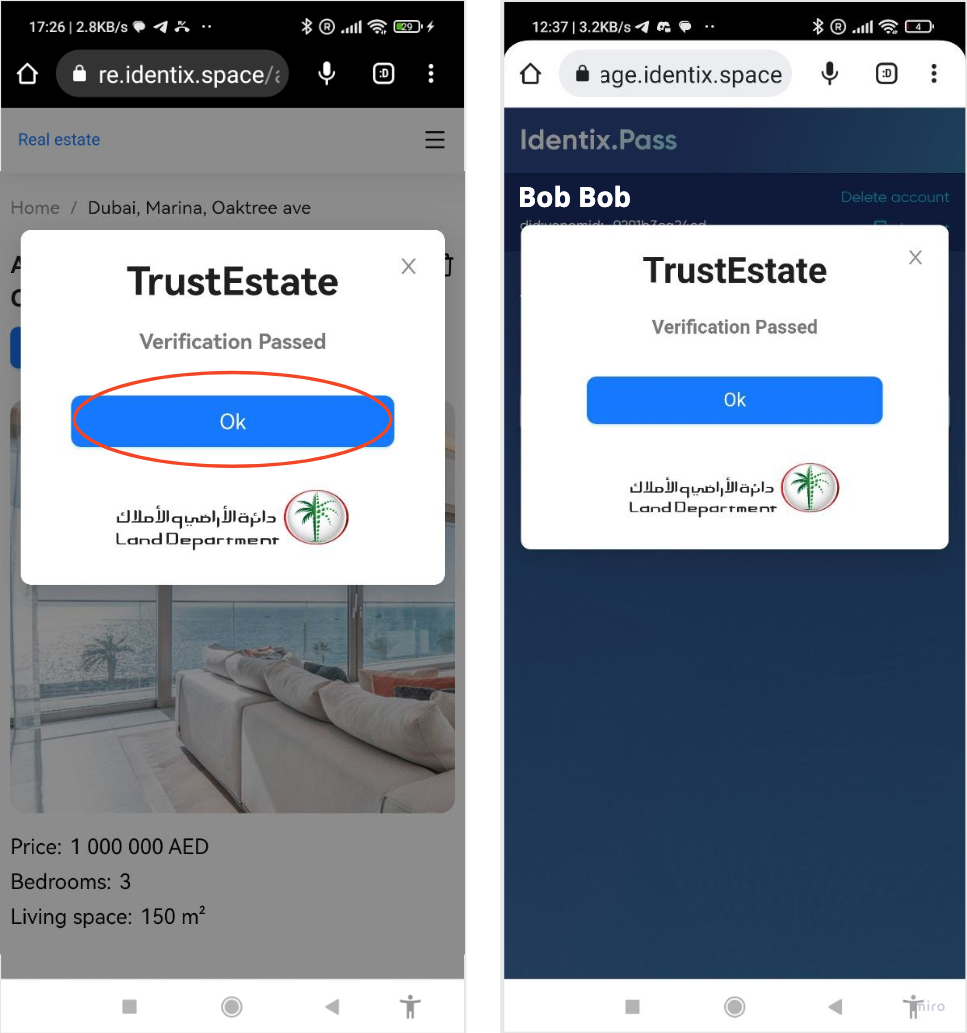 17:26 | 2.8KB/s
29
re.identix.space/
:D
Real estate
Home / Dubai, Marina, Oaktree ave
TrustEstate
Verification Passed
Ok
دائرة الأراضي والأملاك
Land Department
Price: 1 000 000 AED
Bedrooms: 3
Living space: 150 m²
12:37 | 3.2KB/s
4
age.identix.space
:D
Identix.Pass
Bob Bob
Delete account
TrustEstate
Verification Passed
Ok
دائرة الأراضي والأملاك
Land Department
miro